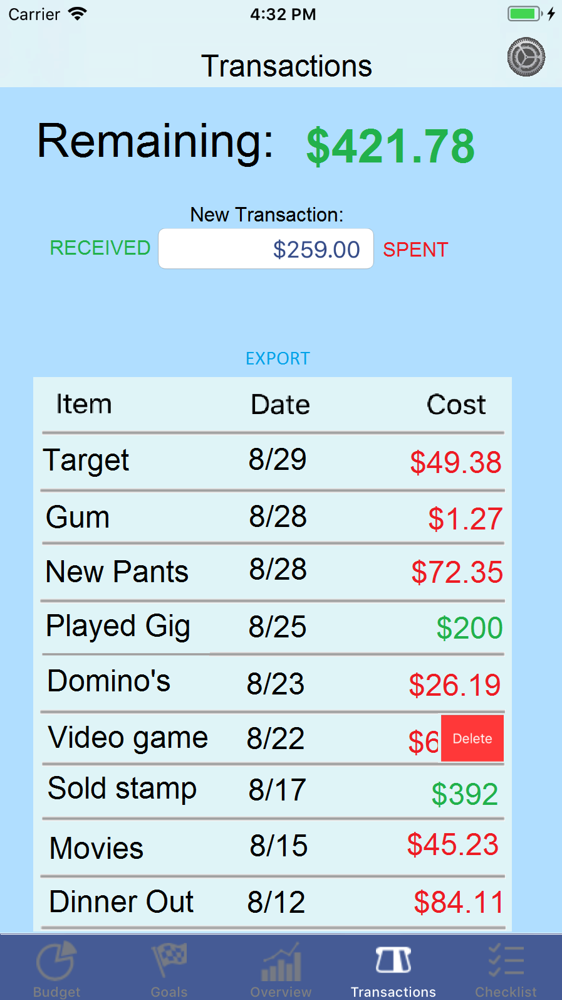 Carrier 4:32 PM
Transactions
Remaining: $421.78
New Transaction:
RECEIVED $259.00 SPENT
EXPORT
Item Date Cost
Target 8/29 $49.38
Gum 8/28 $1.27
New Pants 8/28 $72.35
Played Gig 8/25 $200
Domino's 8/23 $26.19
Video game 8/22 $6 Delete
Sold stamp 8/17 $392
Movies 8/15 $45.23
Dinner Out 8/12 $84.11
Budget Goals Overview Transactions Checklist